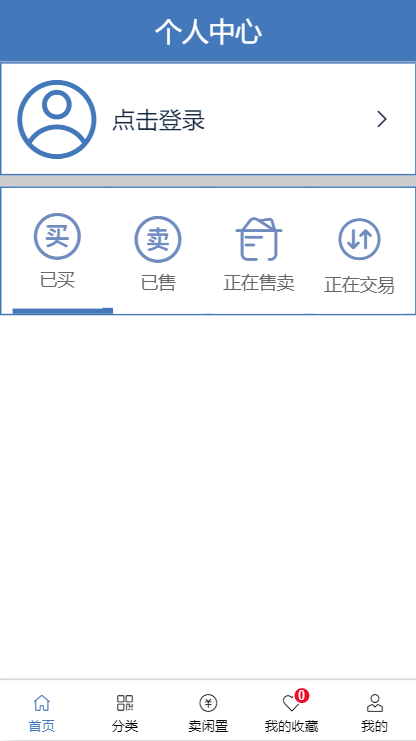 个人中心
点击登录
买 卖
已买 已售 正在售卖 正在交易
¥ 0
首页 分类 卖闲置 我的收藏 我的